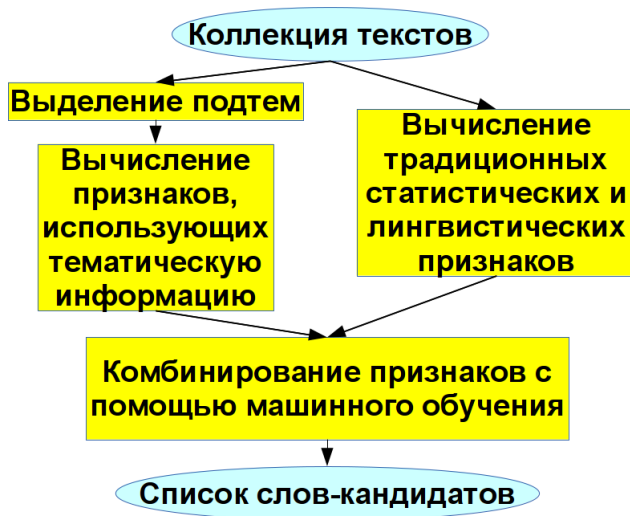 Коллекция текстов
Выделение подтем
Вычисление
признаков,
использующих
тематическую
информацию
Вычисление
традиционных
статистических и
лингвистических
признаков
Комбинирование признаков с
помощью машинного обучения
Список слов-кандидатов